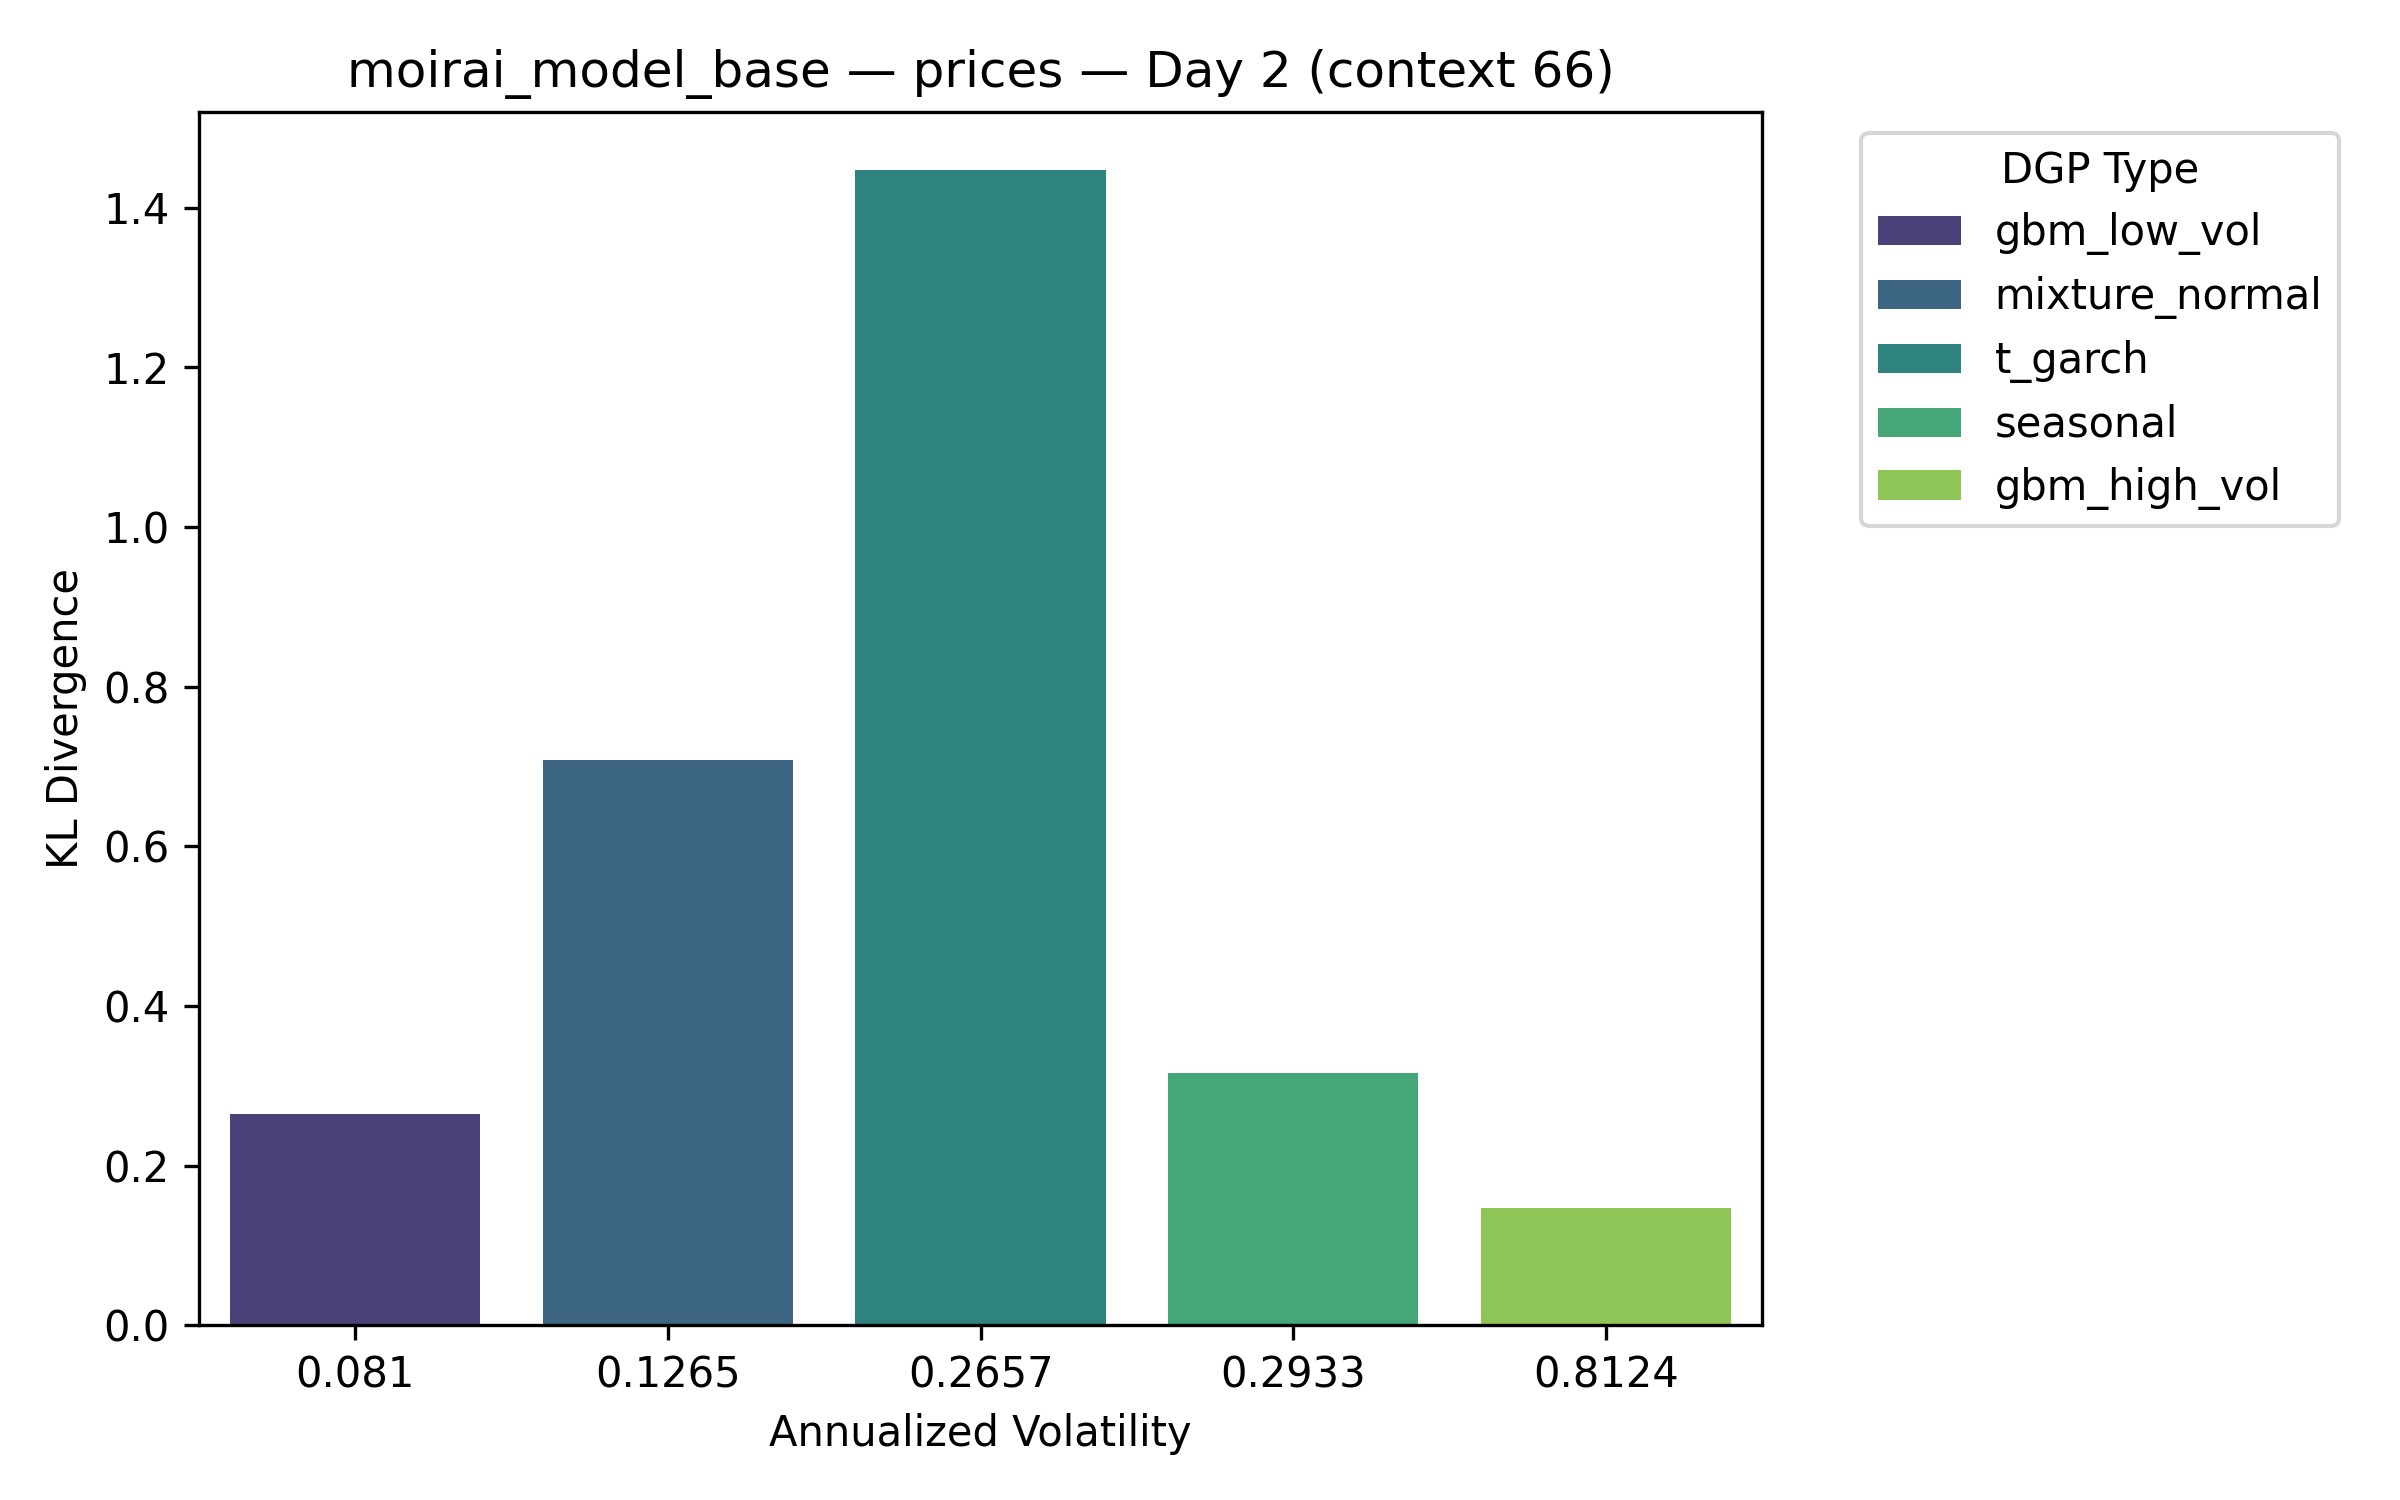 moirai_model_base — prices — Day 2 (context 66)
KL Divergence
1.4
1.2
1.0
0.8
0.6
0.4
0.2
0.0
0.081 0.1265 0.2657 0.2933 0.8124
Annualized Volatility
DGP Type
gbm_low_vol
mixture_normal
t_garch
seasonal
gbm_high_vol